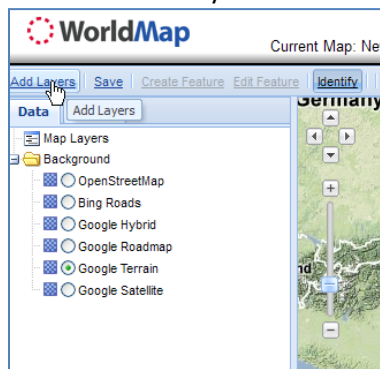 WorldMap
Current Map: Ne
Add Layers Save Create Feature Edit Feature Identify
Data Add Layers
Germany
Map Layers
Background
OpenStreetMap
Bing Roads
Google Hybrid
Google Roadmap
Google Terrain
Google Satellite